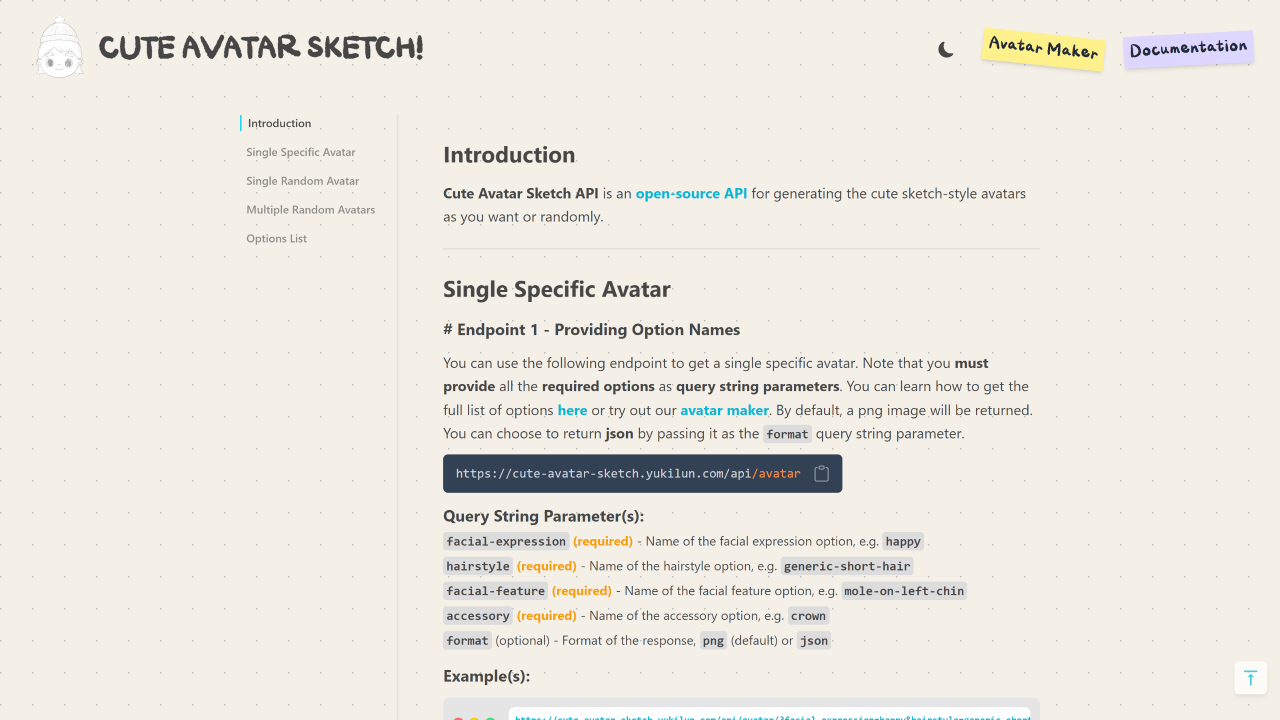 CUTE AVATAR SKETCH!
Avatar Maker
Documentation
Introduction
Single Specific Avatar
Single Random Avatar
Multiple Random Avatars
Options List
Introduction
Cute Avatar Sketch API is an open-source API for generating the cute sketch-style avatars
as you want or randomly.
Single Specific Avatar
# Endpoint 1 - Providing Option Names
You can use the following endpoint to get a single specific avatar. Note that you must
provide all the required options as query string parameters. You can learn how to get the
full list of options here or try out our avatar maker. By default, a png image will be returned.
You can choose to return json by passing it as the format query string parameter.
https://cute-avatar-sketch.yukilun.com/api/avatar
Query String Parameter(s):
facial-expression (required) - Name of the facial expression option, e.g. happy
hairstyle (required) - Name of the hairstyle option, e.g. generic-short-hair
facial-feature (required) - Name of the facial feature option, e.g. mole-on-left-chin
accessory (required) - Name of the accessory option, e.g. crown
format (optional) - Format of the response, png (default) or json
Example(s):